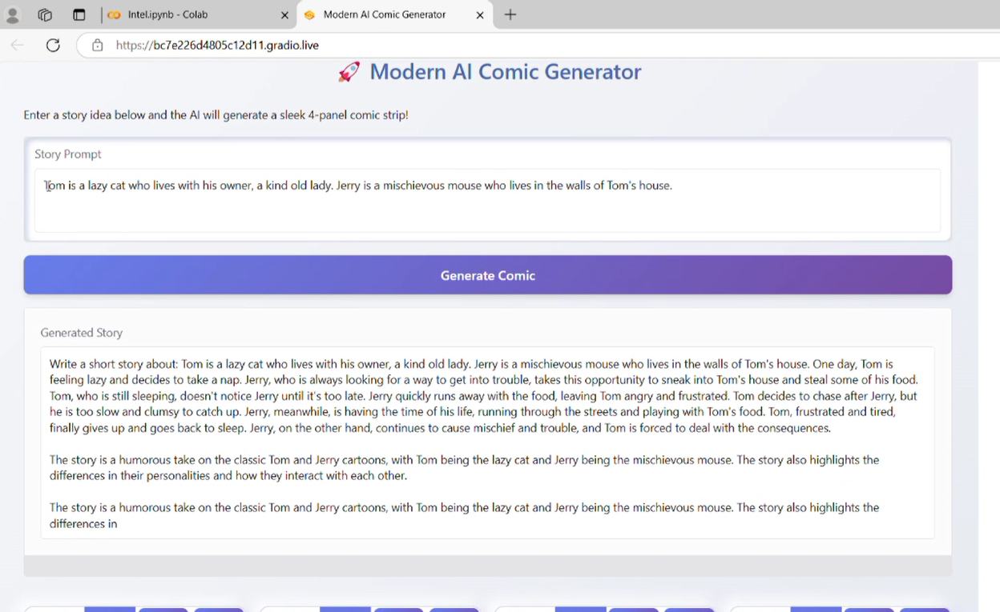 Intel.ipynb - Colab
Modern AI Comic Generator
https://bc7e226d4805c12d11.gradio.live
🚀 Modern AI Comic Generator
Enter a story idea below and the AI will generate a sleek 4-panel comic strip!
Story Prompt
Tom is a lazy cat who lives with his owner, a kind old lady. Jerry is a mischievous mouse who lives in the walls of Tom's house.
Generate Comic
Generated Story
Write a short story about: Tom is a lazy cat who lives with his owner, a kind old lady. Jerry is a mischievous mouse who lives in the walls of Tom's house. One day, Tom is
feeling lazy and decides to take a nap. Jerry, who is always looking for a way to get into trouble, takes this opportunity to sneak into Tom's house and steal some of his food.
Tom, who is still sleeping, doesn't notice Jerry until it's too late. Jerry quickly runs away with the food, leaving Tom angry and frustrated. Tom decides to chase after Jerry, but
he is too slow and clumsy to catch up. Jerry, meanwhile, is having the time of his life, running through the streets and playing with Tom's food. Tom, frustrated and tired,
finally gives up and goes back to sleep. Jerry, on the other hand, continues to cause mischief and trouble, and Tom is forced to deal with the consequences.
The story is a humorous take on the classic Tom and Jerry cartoons, with Tom being the lazy cat and Jerry being the mischievous mouse. The story also highlights the
differences in their personalities and how they interact with each other.
The story is a humorous take on the classic Tom and Jerry cartoons, with Tom being the lazy cat and Jerry being the mischievous mouse. The story also highlights the
differences in